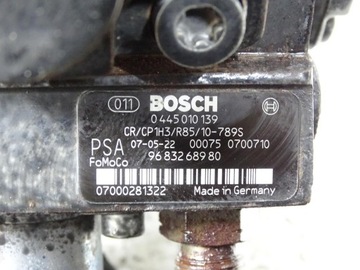 011 BOSCH
0 445 010 139
CR/CP1H3/R85/10-789S
PSA 07-05-22 00075 0700710
FoMoCo 96 832 689 80
07000281322 Made in Germany